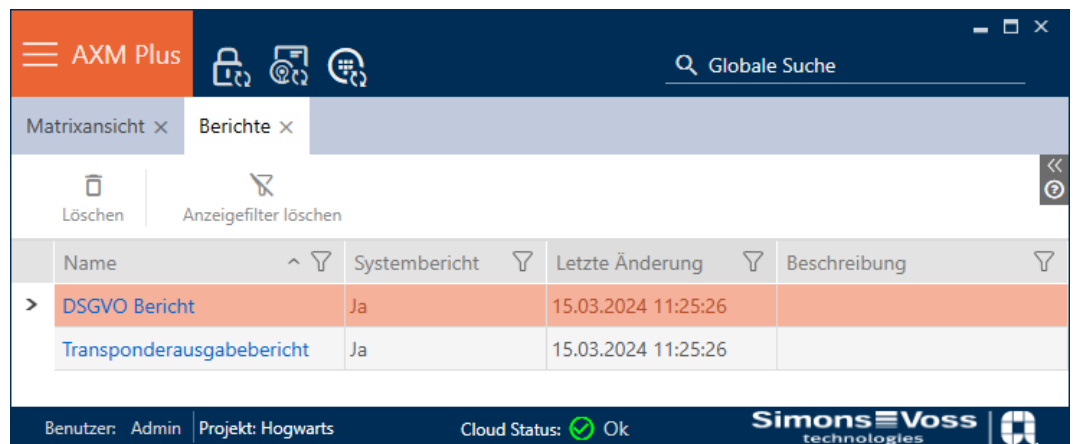 AXM Plus
Globale Suche
Matrixansicht
Berichte
Löschen
Anzeigefilter löschen
Name Systembericht Letzte Änderung Beschreibung
DSGVO Bericht Ja 15.03.2024 11:25:26
Transponderausgabebericht Ja 15.03.2024 11:25:26
Benutzer: Admin Projekt: Hogwarts Cloud Status: Ok SimonsVoss
technologies